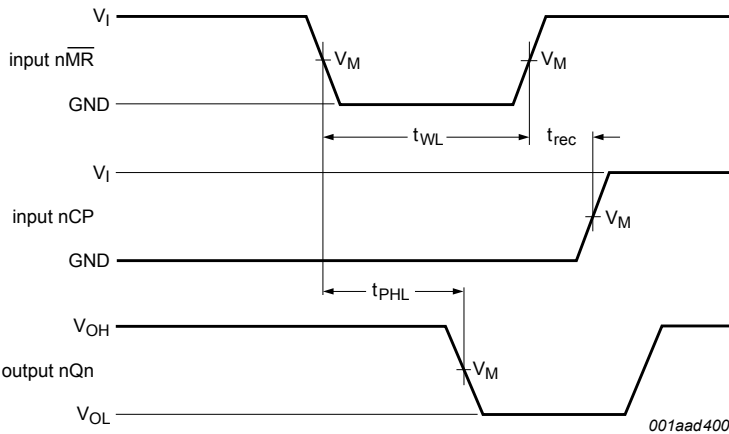 V_I
input nM̅R̅
V_M
V_M
GND
t_WL
t_rec
V_I
input nCP
V_M
GND
t_PHL
V_OH
output nQn
V_M
V_OL
001aad400